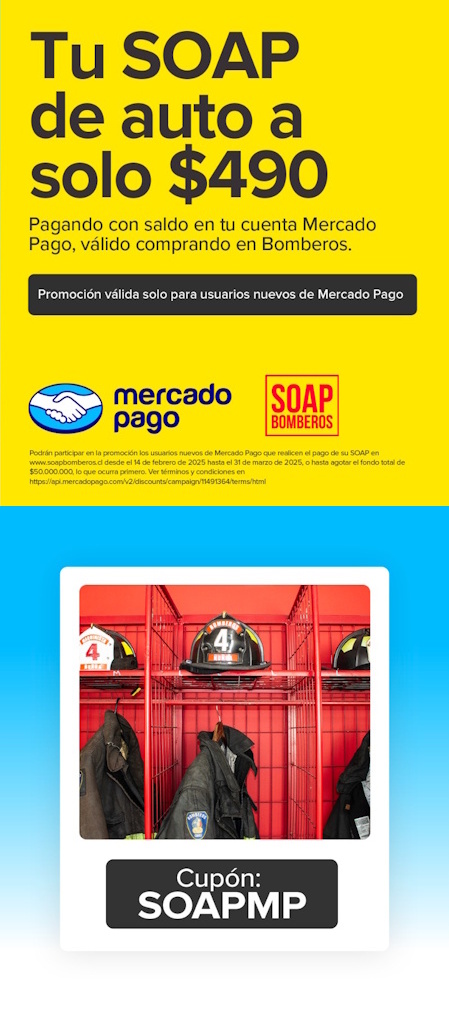 Tu SOAP
de auto a
solo $490
Pagando con saldo en tu cuenta Mercado
Pago, válido comprando en Bomberos.
Promoción válida solo para usuarios nuevos de Mercado Pago
mercado
pago
SOAP
BOMBEROS
Podrán participar en la promoción los usuarios nuevos de Mercado Pago que realicen el pago de su SOAP en
www.soapbomberos.cl desde el 14 de febrero de 2025 hasta el 31 de marzo de 2025, o hasta agotar el fondo total de
$50.000.000, lo que ocurra primero. Ver términos y condiciones en
https://api.mercadopago.com/v2/discounts/campaign/11491364/terms/html
BOMBEROS
4
BOMBEROS
4
Cupón:
SOAPMP